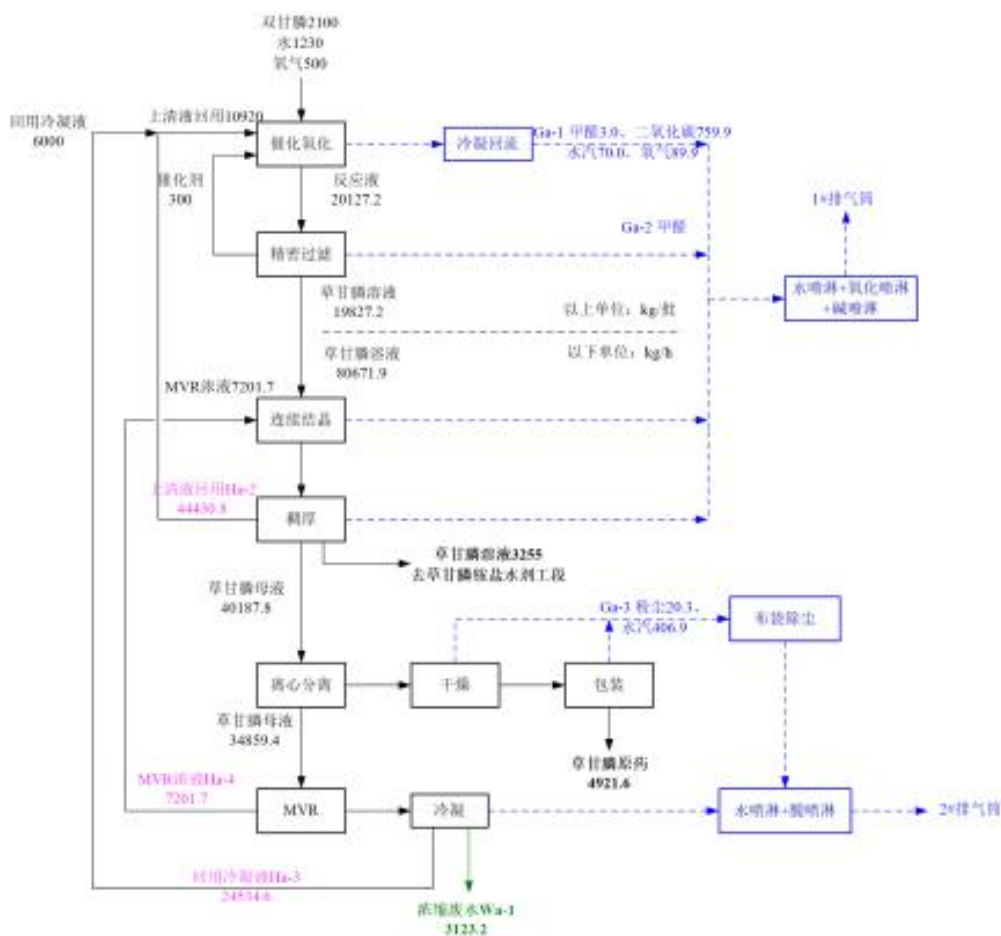 双甘膦2100
水1230
氧气500
回用冷凝液
6000
上清液回用10920
催化氧化
冷凝回流
Ga-1 甲醛3.0、二氧化碳759.9
水汽70.0、氧气89.9
催化剂
300
反应液
20127.2
1#排气筒
精密过滤
Ga-2 甲醛
水喷淋+氧化喷淋
+碱喷淋
草甘膦溶液
19827.2
以上单位：kg/批
草甘膦溶液
80671.9
以下单位：kg/h
MVR浓液7201.7
连续结晶
上清液回用Ha-2
44430.8
稠厚
草甘膦溶液3255
去草甘膦铵盐水剂工段
草甘膦母液
40187.8
Ga-3 粉尘20.3、
水汽406.9
布袋除尘
离心分离
干燥
包装
草甘膦母液
34859.4
草甘膦原药
4921.6
MVR浓液Ha-4
7201.7
MVR
冷凝
水喷淋+酸喷淋
2#排气筒
回用冷凝液Ha-3
24534.6
浓缩废水Wa-1
3123.2